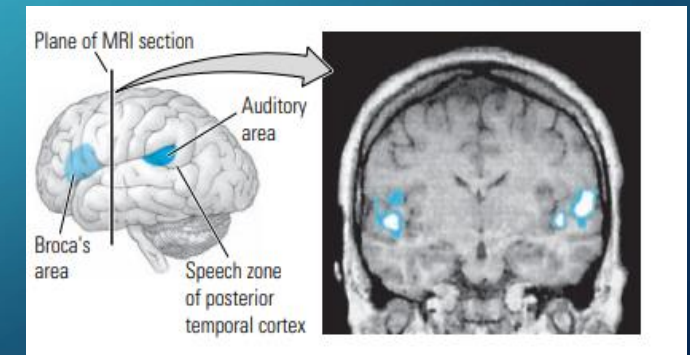 Plane of MRI section
Auditory
area
Broca's
area
Speech zone
of posterior
temporal cortex